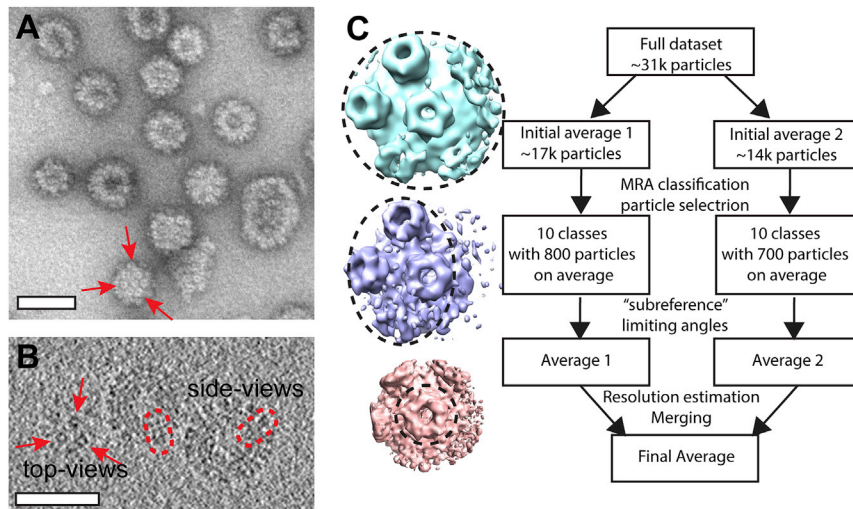 A
B
side-views
top-views
C
Full dataset
~31k particles
Initial average 1
~17k particles
Initial average 2
~14k particles
MRA classification
particle selectrion
10 classes
with 800 particles
on average
10 classes
with 700 particles
on average
“subreference”
limiting angles
Average 1
Average 2
Resolution estimation
Merging
Final Average